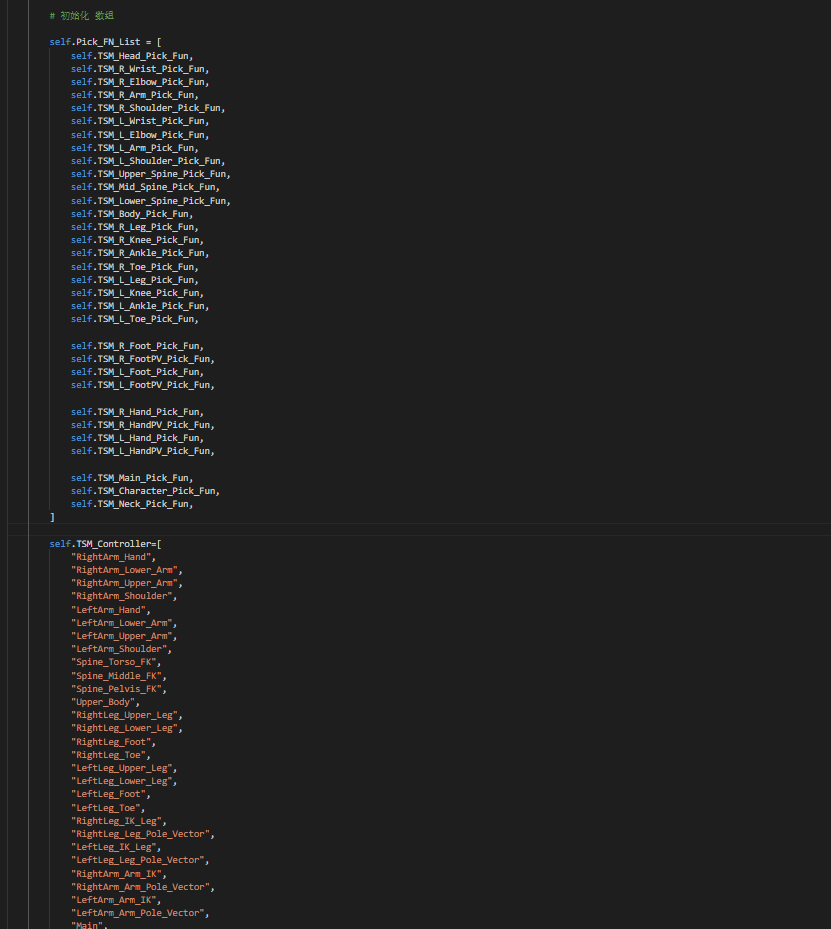 # 初始化 数组
self.Pick_FN_List = [
self.TSM_Head_Pick_Fun,
self.TSM_R_Wrist_Pick_Fun,
self.TSM_R_Elbow_Pick_Fun,
self.TSM_R_Arm_Pick_Fun,
self.TSM_R_Shoulder_Pick_Fun,
self.TSM_L_Wrist_Pick_Fun,
self.TSM_L_Elbow_Pick_Fun,
self.TSM_L_Arm_Pick_Fun,
self.TSM_L_Shoulder_Pick_Fun,
self.TSM_Upper_Spine_Pick_Fun,
self.TSM_Mid_Spine_Pick_Fun,
self.TSM_Lower_Spine_Pick_Fun,
self.TSM_Body_Pick_Fun,
self.TSM_R_Leg_Pick_Fun,
self.TSM_R_Knee_Pick_Fun,
self.TSM_R_Ankle_Pick_Fun,
self.TSM_R_Toe_Pick_Fun,
self.TSM_L_Leg_Pick_Fun,
self.TSM_L_Knee_Pick_Fun,
self.TSM_L_Ankle_Pick_Fun,
self.TSM_L_Toe_Pick_Fun,
self.TSM_R_Foot_Pick_Fun,
self.TSM_R_FootPV_Pick_Fun,
self.TSM_L_Foot_Pick_Fun,
self.TSM_L_FootPV_Pick_Fun,
self.TSM_R_Hand_Pick_Fun,
self.TSM_R_HandPV_Pick_Fun,
self.TSM_L_Hand_Pick_Fun,
self.TSM_L_HandPV_Pick_Fun,
self.TSM_Main_Pick_Fun,
self.TSM_Character_Pick_Fun,
self.TSM_Neck_Pick_Fun,
]
self.TSM_Controller=[
"RightArm_Hand",
"RightArm_Lower_Arm",
"RightArm_Upper_Arm",
"RightArm_Shoulder",
"LeftArm_Hand",
"LeftArm_Lower_Arm",
"LeftArm_Upper_Arm",
"LeftArm_Shoulder",
"Spine_Torso_FK",
"Spine_Middle_FK",
"Spine_Pelvis_FK",
"Upper_Body",
"RightLeg_Upper_Leg",
"RightLeg_Lower_Leg",
"RightLeg_Foot",
"RightLeg_Toe",
"LeftLeg_Upper_Leg",
"LeftLeg_Lower_Leg",
"LeftLeg_Foot",
"LeftLeg_Toe",
"RightLeg_IK_Leg",
"RightLeg_Leg_Pole_Vector",
"LeftLeg_IK_Leg",
"LeftLeg_Leg_Pole_Vector",
"RightArm_Arm_IK",
"RightArm_Arm_Pole_Vector",
"LeftArm_Arm_IK",
"LeftArm_Arm_Pole_Vector",
"Main",